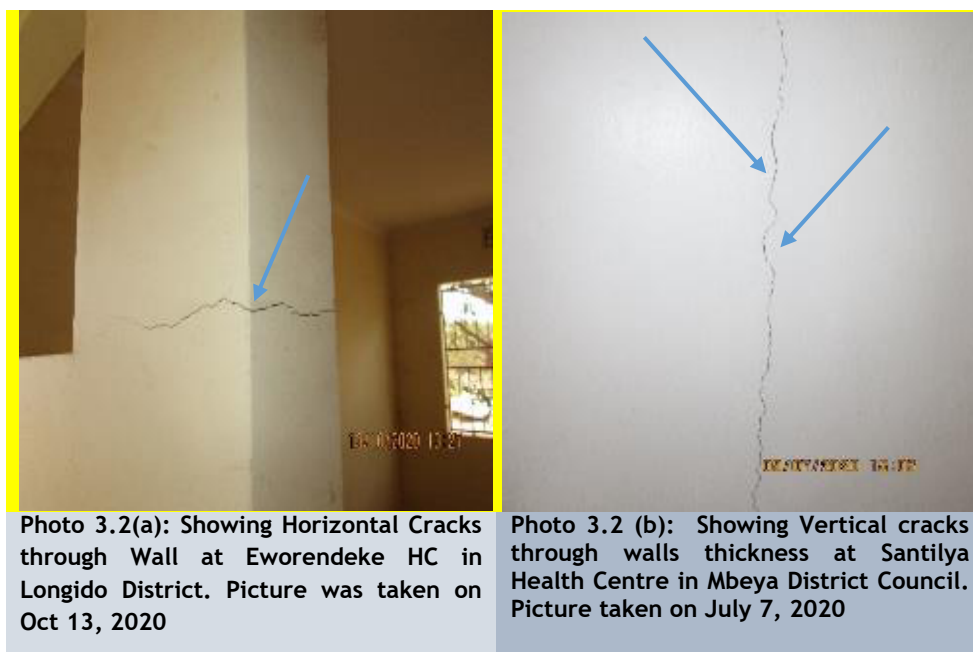 Photo 3.2(a): Showing Horizontal Cracks
through Wall at Eworendeke HC in
Longido District. Picture was taken on
Oct 13, 2020
Photo 3.2 (b): Showing Vertical cracks
through walls thickness at Santilya
Health Centre in Mbeya District Council.
Picture taken on July 7, 2020